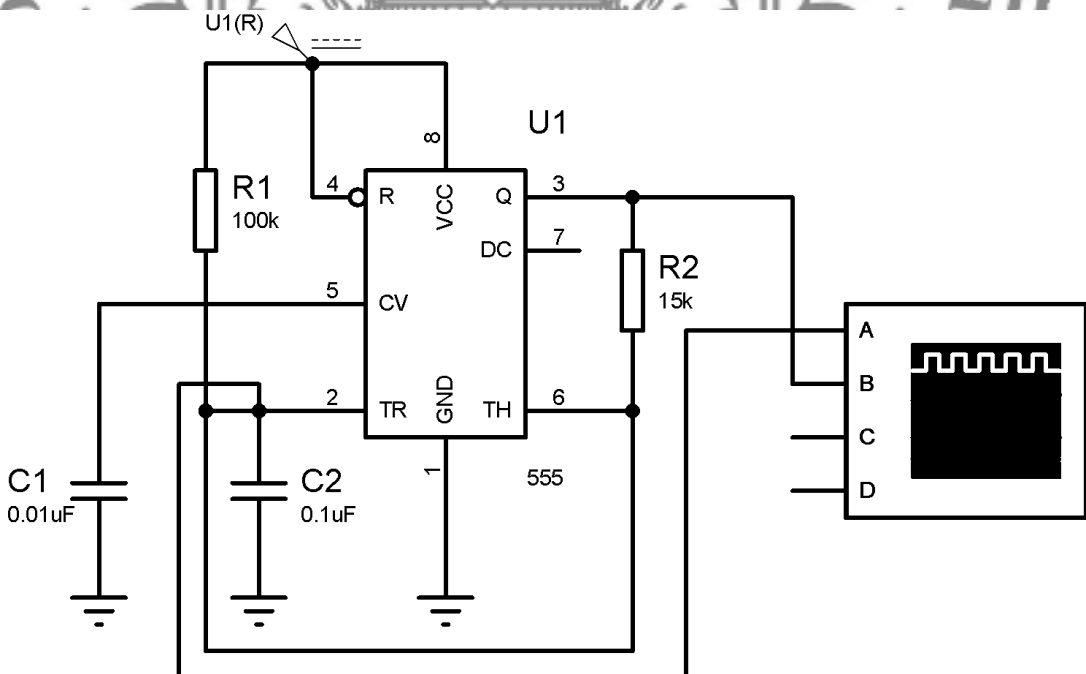 U1(R)
U1
8
R1
100k
4
R
VCC
Q
3
DC
7
R2
15k
5
CV
A
B
2
TR
GND
TH
6
C
D
C1
0.01uF
C2
0.1uF
1
555